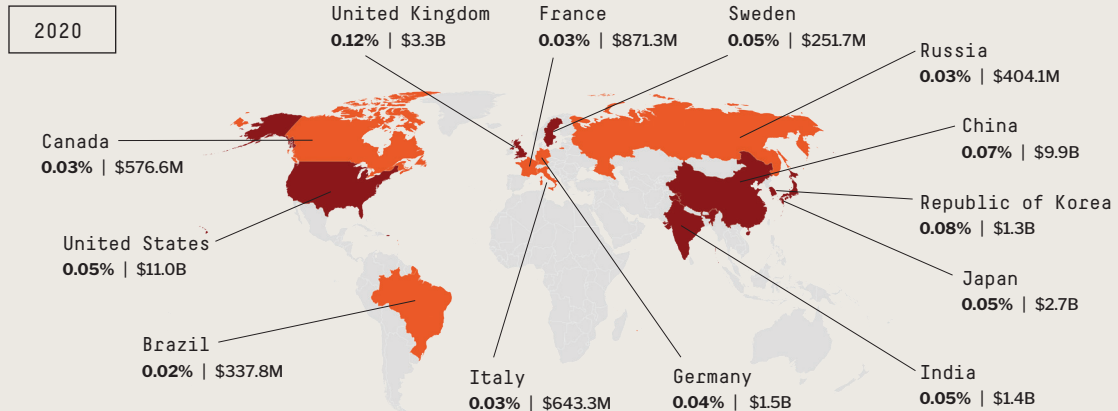 2020
United Kingdom
0.12% | $3.3B
France
0.03% | $871.3M
Sweden
0.05% | $251.7M
Russia
0.03% | $404.1M
China
0.07% | $9.9B
Canada
0.03% | $576.6M
Republic of Korea
0.08% | $1.3B
United States
0.05% | $11.0B
Japan
0.05% | $2.7B
Brazil
0.02% | $337.8M
Italy
0.03% | $643.3M
Germany
0.04% | $1.5B
India
0.05% | $1.4B